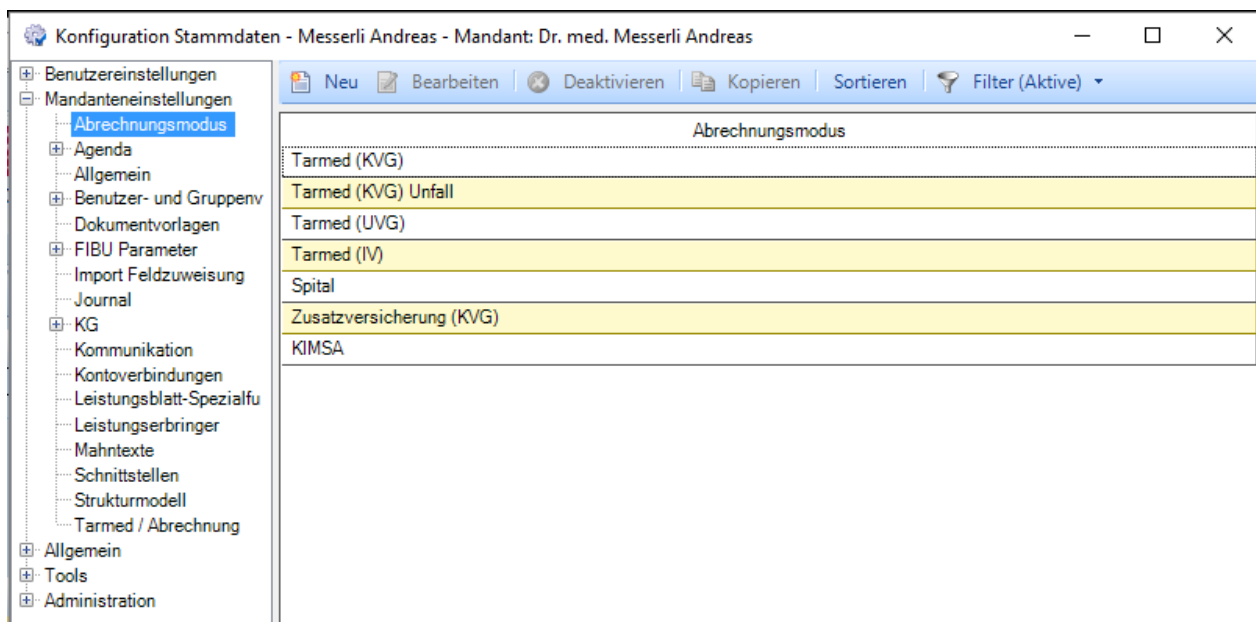 Konfiguration Stammdaten - Messerli Andreas - Mandant: Dr. med. Messerli Andreas
Benutzereinstellungen
Mandanteneinstellungen
Abrechnungsmodus
Agenda
Allgemein
Benutzer- und Gruppenv
Dokumentvorlagen
FIBU Parameter
Import Feldzuweisung
Journal
KG
Kommunikation
Kontoverbindungen
Leistungsblatt-Spezialfu
Leistungserbringer
Mahntexte
Schnittstellen
Strukturmodell
Tarmed / Abrechnung
Allgemein
Tools
Administration
Neu Bearbeiten Deaktivieren Kopieren Sortieren Filter (Aktive)
Abrechnungsmodus
Tarmed (KVG)
Tarmed (KVG) Unfall
Tarmed (UVG)
Tarmed (IV)
Spital
Zusatzversicherung (KVG)
KIMSA